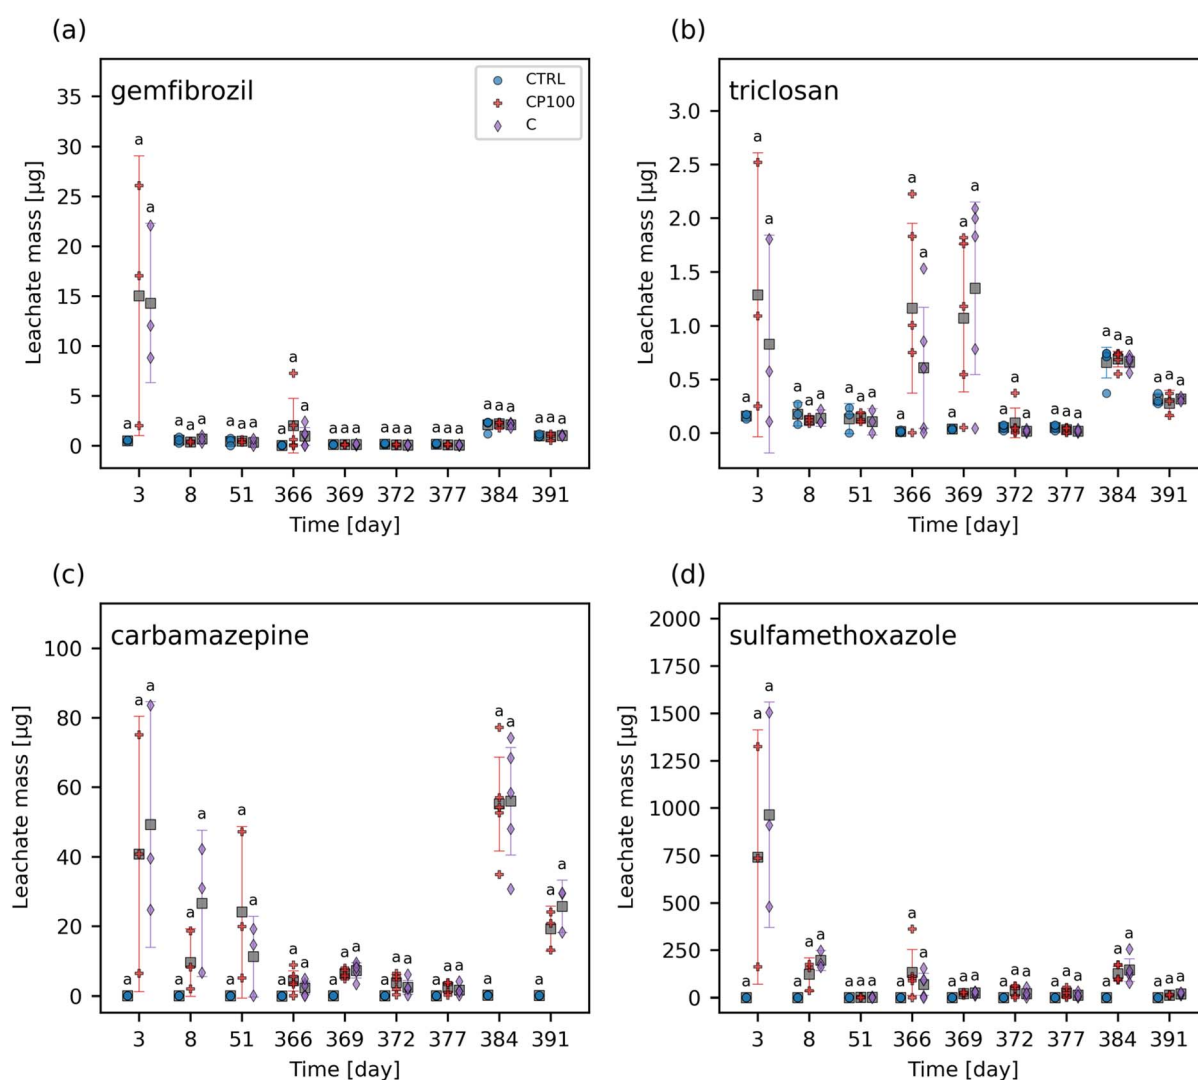 (a)
gemfibrozil
CTRL
CP100
C
Leachate mass [µg]
35
30
25
20
15
10
5
0
a a a a a a a a a a a a a a a a a a a a a a a a a a a
3 8 51 366 369 372 377 384 391
Time [day]
(b)
triclosan
Leachate mass [µg]
3.0
2.5
2.0
1.5
1.0
0.5
0.0
a a a a a a a a a a a a a a a a a a a a a a a a a a a
3 8 51 366 369 372 377 384 391
Time [day]
(c)
carbamazepine
Leachate mass [µg]
100
80
60
40
20
0
a a a a a a a a a a a a a a a a a a a a a a a a a a a
3 8 51 366 369 372 377 384 391
Time [day]
(d)
sulfamethoxazole
Leachate mass [µg]
2000
1750
1500
1250
1000
750
500
250
0
a a a a a a a a a a a a a a a a a a a a a a a a a a a
3 8 51 366 369 372 377 384 391
Time [day]